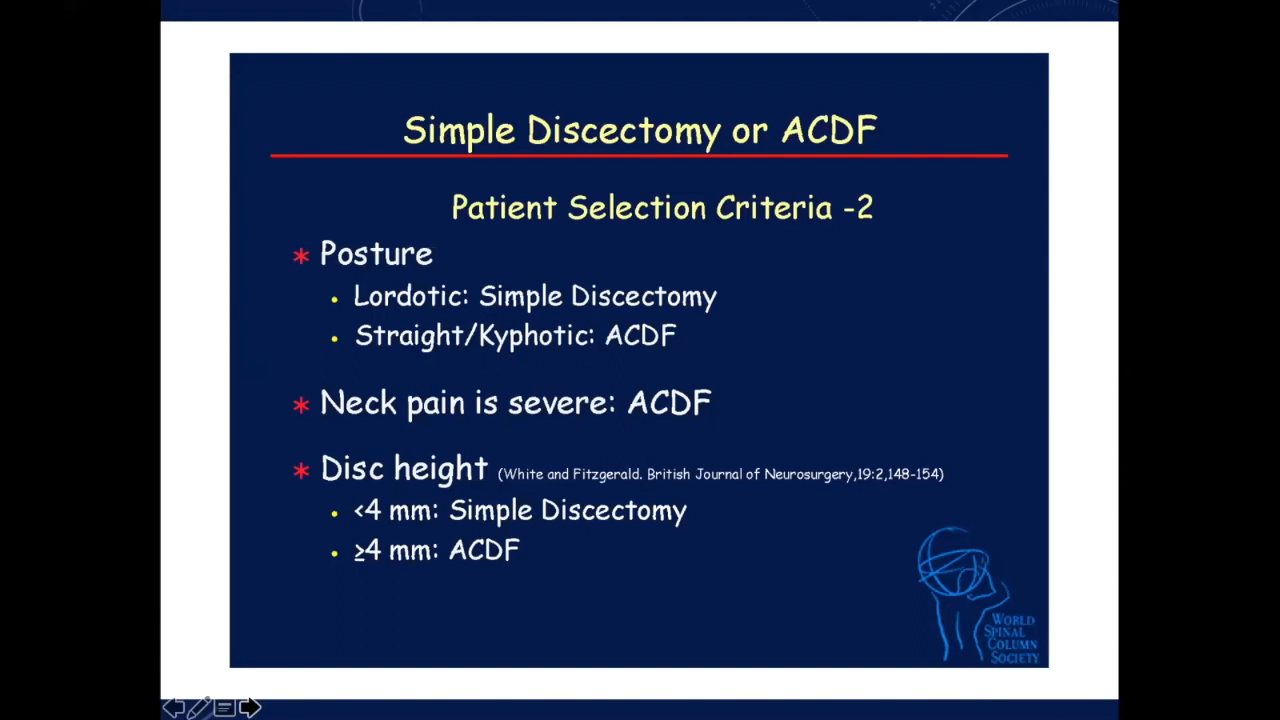 Simple Discectomy or ACDF
Patient Selection Criteria -2
* Posture
• Lordotic: Simple Discectomy
• Straight/Kyphotic: ACDF
* Neck pain is severe: ACDF
* Disc height (White and Fitzgerald. British Journal of Neurosurgery,19:2,148-154)
• <4 mm: Simple Discectomy
• ≥4 mm: ACDF
WORLD
SPINAL
COLUMN
SOCIETY